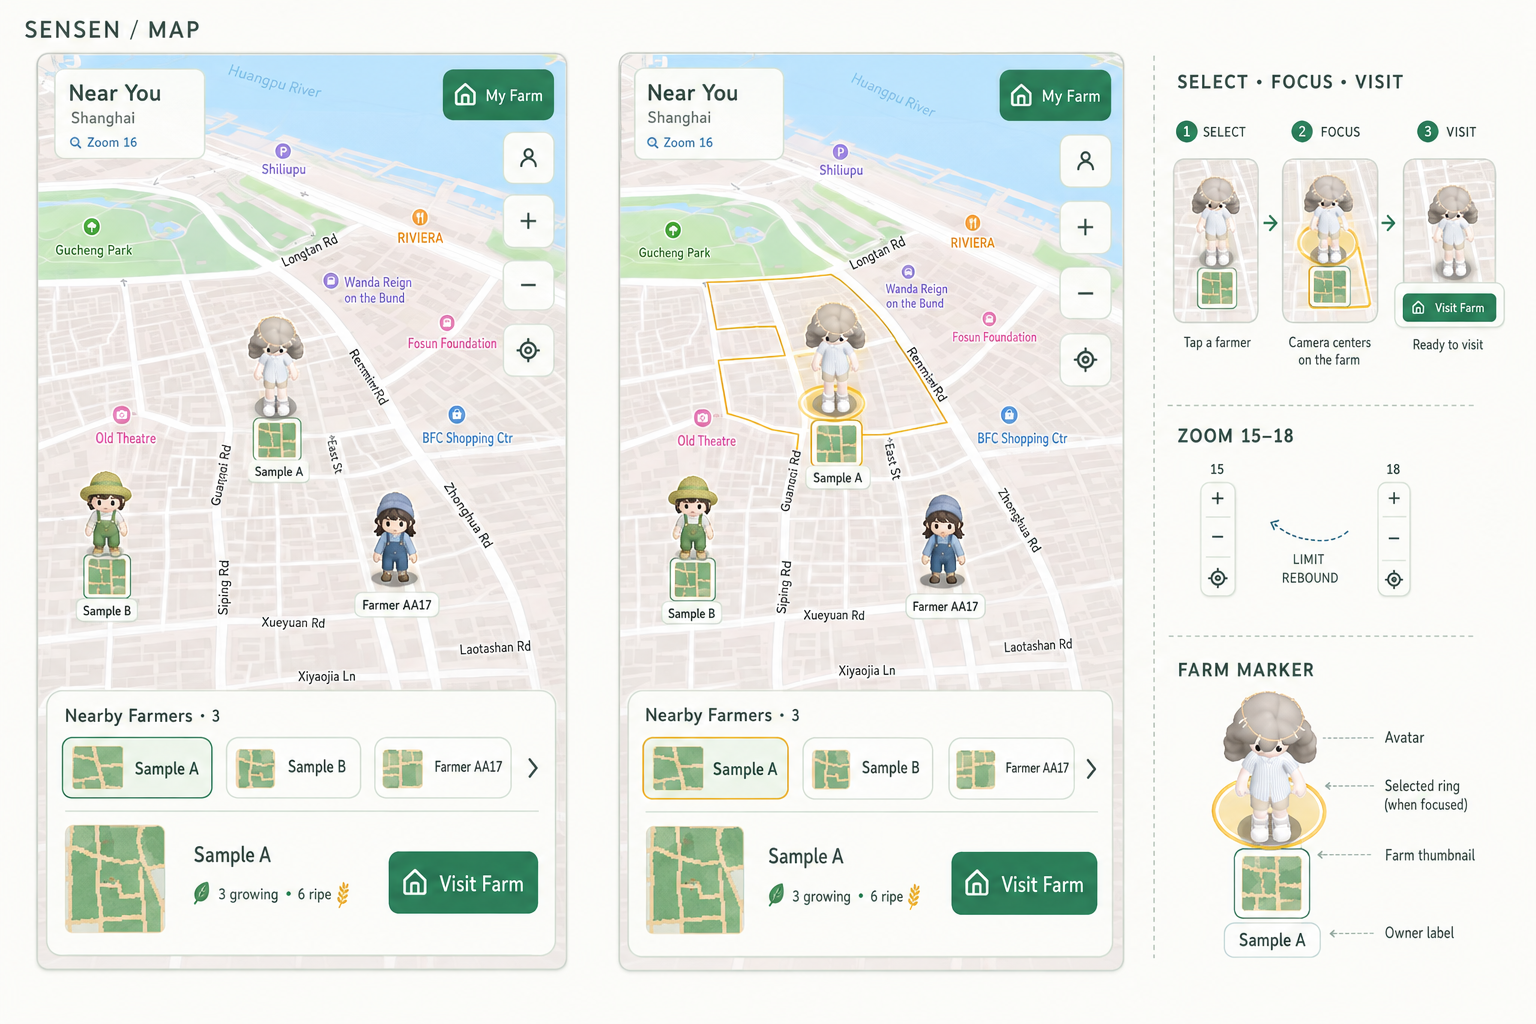 SENSEN / MAP
Near You
Shanghai
Zoom 16
Huangpu River
My Farm
P
Shiliupu
RIVIERA
Gucheng Park
Longtan Rd
Wanda Reign
on the Bund
Fosun Foundation
Old Theatre
BFC Shopping Ctr
Sample A
East St
Zhonghua Rd
Siping Rd
Sample B
Farmer AA17
Xueyuan Rd
Laotashan Rd
Xiyaojia Ln
Nearby Farmers • 3
Sample A
Sample B
Farmer AA17
Sample A
3 growing • 6 ripe
Visit Farm
Near You
Shanghai
Zoom 16
Huangpu River
My Farm
P
Shiliupu
RIVIERA
Gucheng Park
Longtan Rd
Wanda Reign
on the Bund
Fosun Foundation
Old Theatre
BFC Shopping Ctr
Sample A
East St
Zhonghua Rd
Siping Rd
Sample B
Farmer AA17
Xueyuan Rd
Laotashan Rd
Xiyaojia Ln
Nearby Farmers • 3
Sample A
Sample B
Farmer AA17
Sample A
3 growing • 6 ripe
Visit Farm
SELECT • FOCUS • VISIT
1 SELECT
2 FOCUS
3 VISIT
Visit Farm
Tap a farmer
Camera centers
on the farm
Ready to visit
ZOOM 15–18
15
18
LIMIT
REBOUND
FARM MARKER
Avatar
Selected ring
(when focused)
Farm thumbnail
Owner label
Sample A